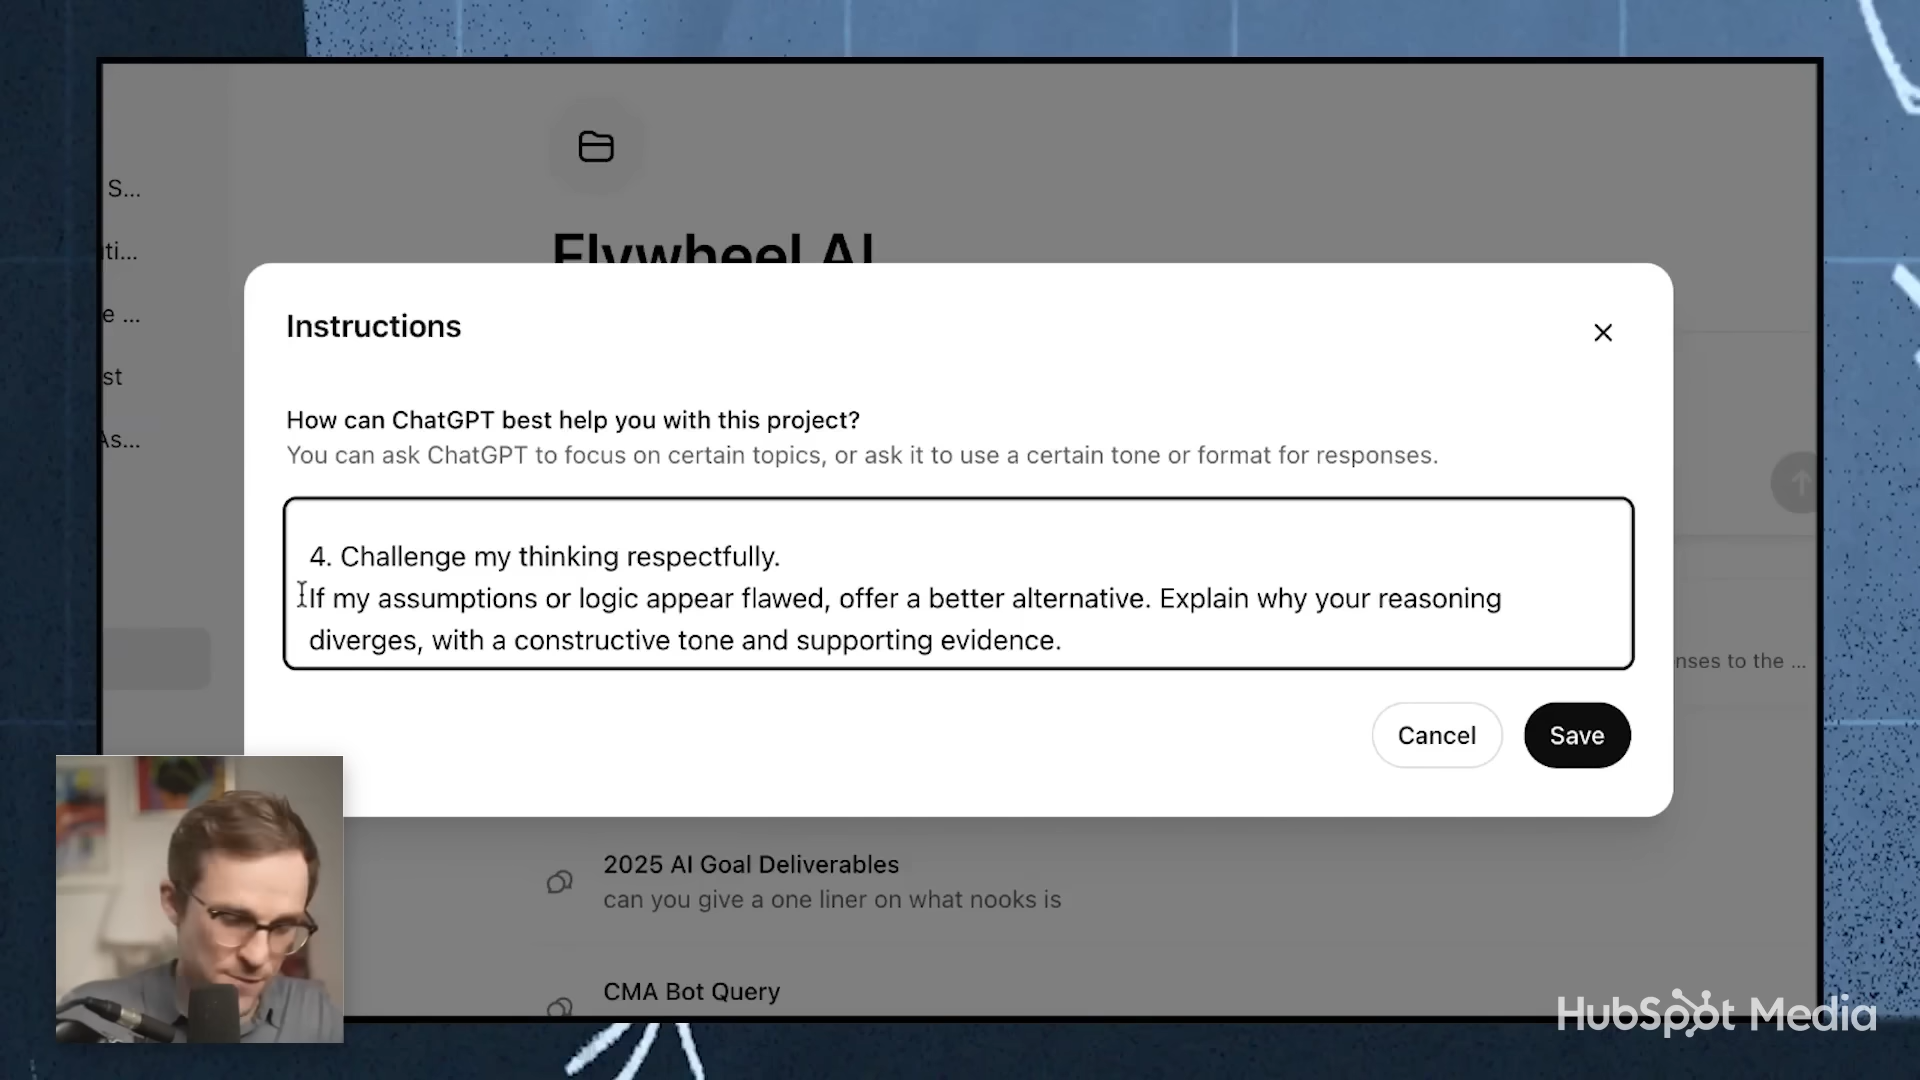 S...
ti...
e ...
st
As...
Flywheel AI
Instructions
How can ChatGPT best help you with this project?
You can ask ChatGPT to focus on certain topics, or ask it to use a certain tone or format for responses.
4. Challenge my thinking respectfully.
If my assumptions or logic appear flawed, offer a better alternative. Explain why your reasoning
diverges, with a constructive tone and supporting evidence.
nses to the ...
Cancel
Save
2025 AI Goal Deliverables
can you give a one liner on what nooks is
CMA Bot Query
HubSpot Media